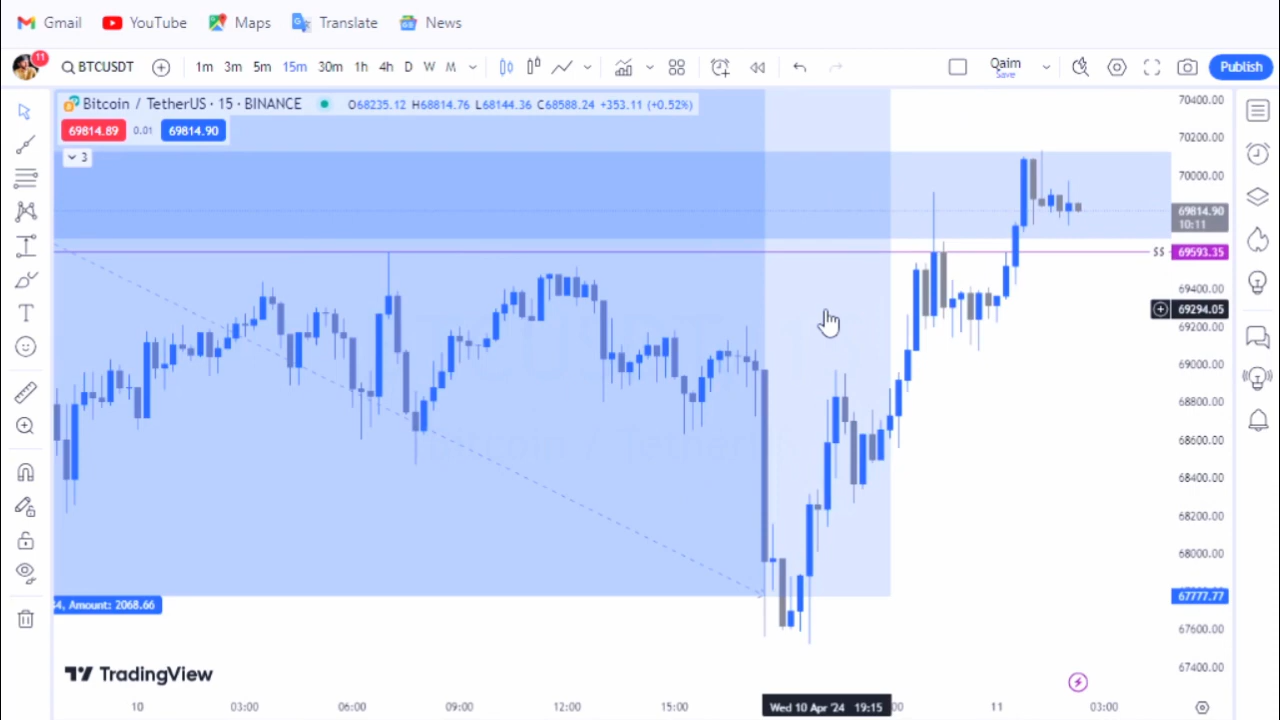 Gmail YouTube Maps Translate News
11 BTCUSDT 1m 3m 5m 15m 30m 1h 4h D W M Qaim Save Publish
Bitcoin / TetherUS · 15 · BINANCE O68235.12 H68814.76 L68144.36 C68588.24 +353.11 (+0.52%)
69814.89 0.01 69814.90
3
70400.00
70200.00
70000.00
69814.90
10:11
$$ 69593.35
69400.00
69294.05
69200.00
69000.00
68800.00
68600.00
68400.00
68200.00
68000.00
67777.77
4, Amount: 2068.66
67600.00
67400.00
TradingView
10 03:00 06:00 09:00 12:00 15:00 Wed 10 Apr '24 19:15 :00 11 03:00